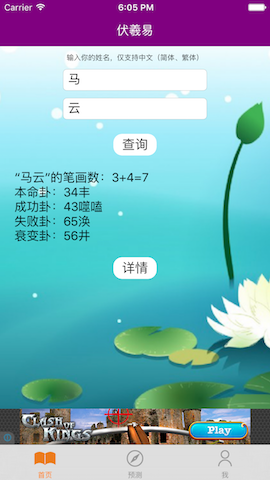 Carrier 6:05 PM
伏羲易
输入你的姓名，仅支持中文（简体、繁体）
马
云
查询
“马云”的笔画数：3+4=7
本命卦：34丰
成功卦：43噬嗑
失败卦：65涣
衰变卦：56井
详情
CLASH OF KINGS
Play
首页
预测
我